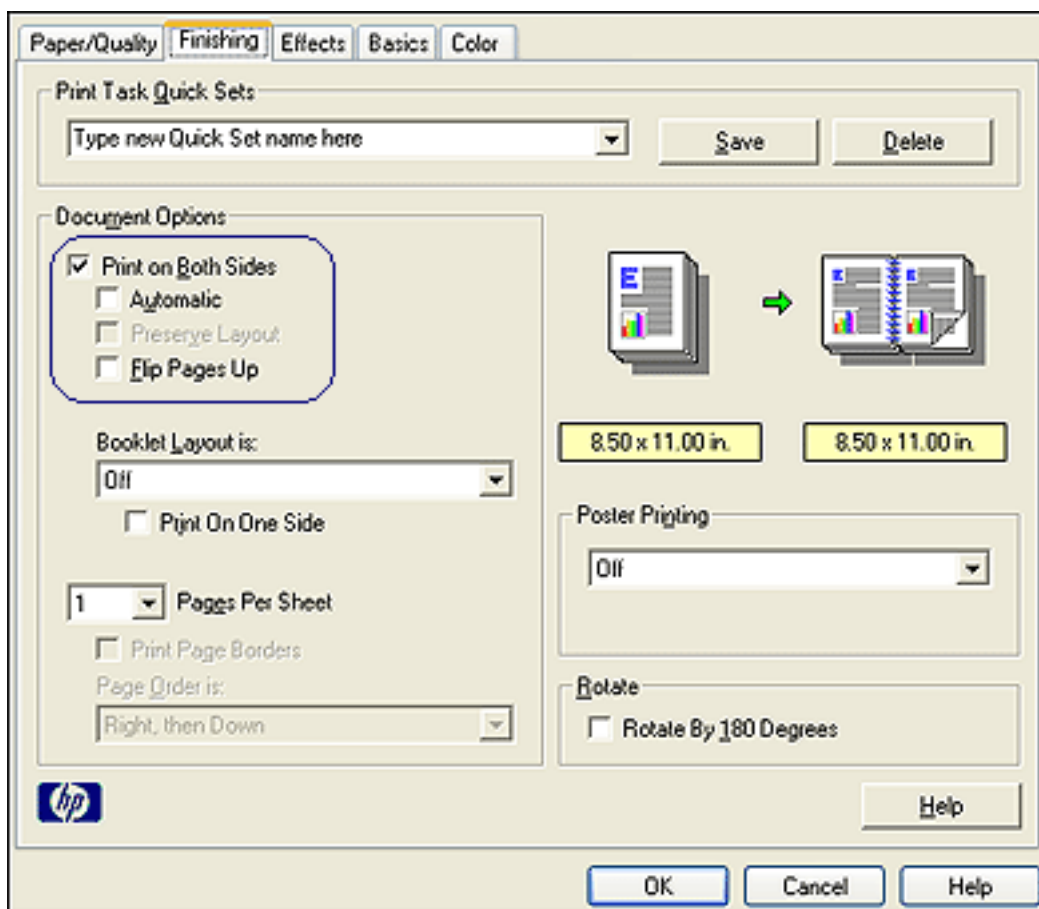 Paper/Quality Finishing Effects Basics Color
Print Task Quick Sets
Type new Quick Set name here Save Delete
Document Options
Print on Both Sides
Automatic
Preserve Layout
Flip Pages Up
E E E
8.50 x 11.00 in. 8.50 x 11.00 in.
Booklet Layout is:
Off
Print On One Side
Poster Printing
Off
1 Pages Per Sheet
Print Page Borders
Page Order is:
Right, then Down
Rotate
Rotate By 180 Degrees
hp Help
OK Cancel Help